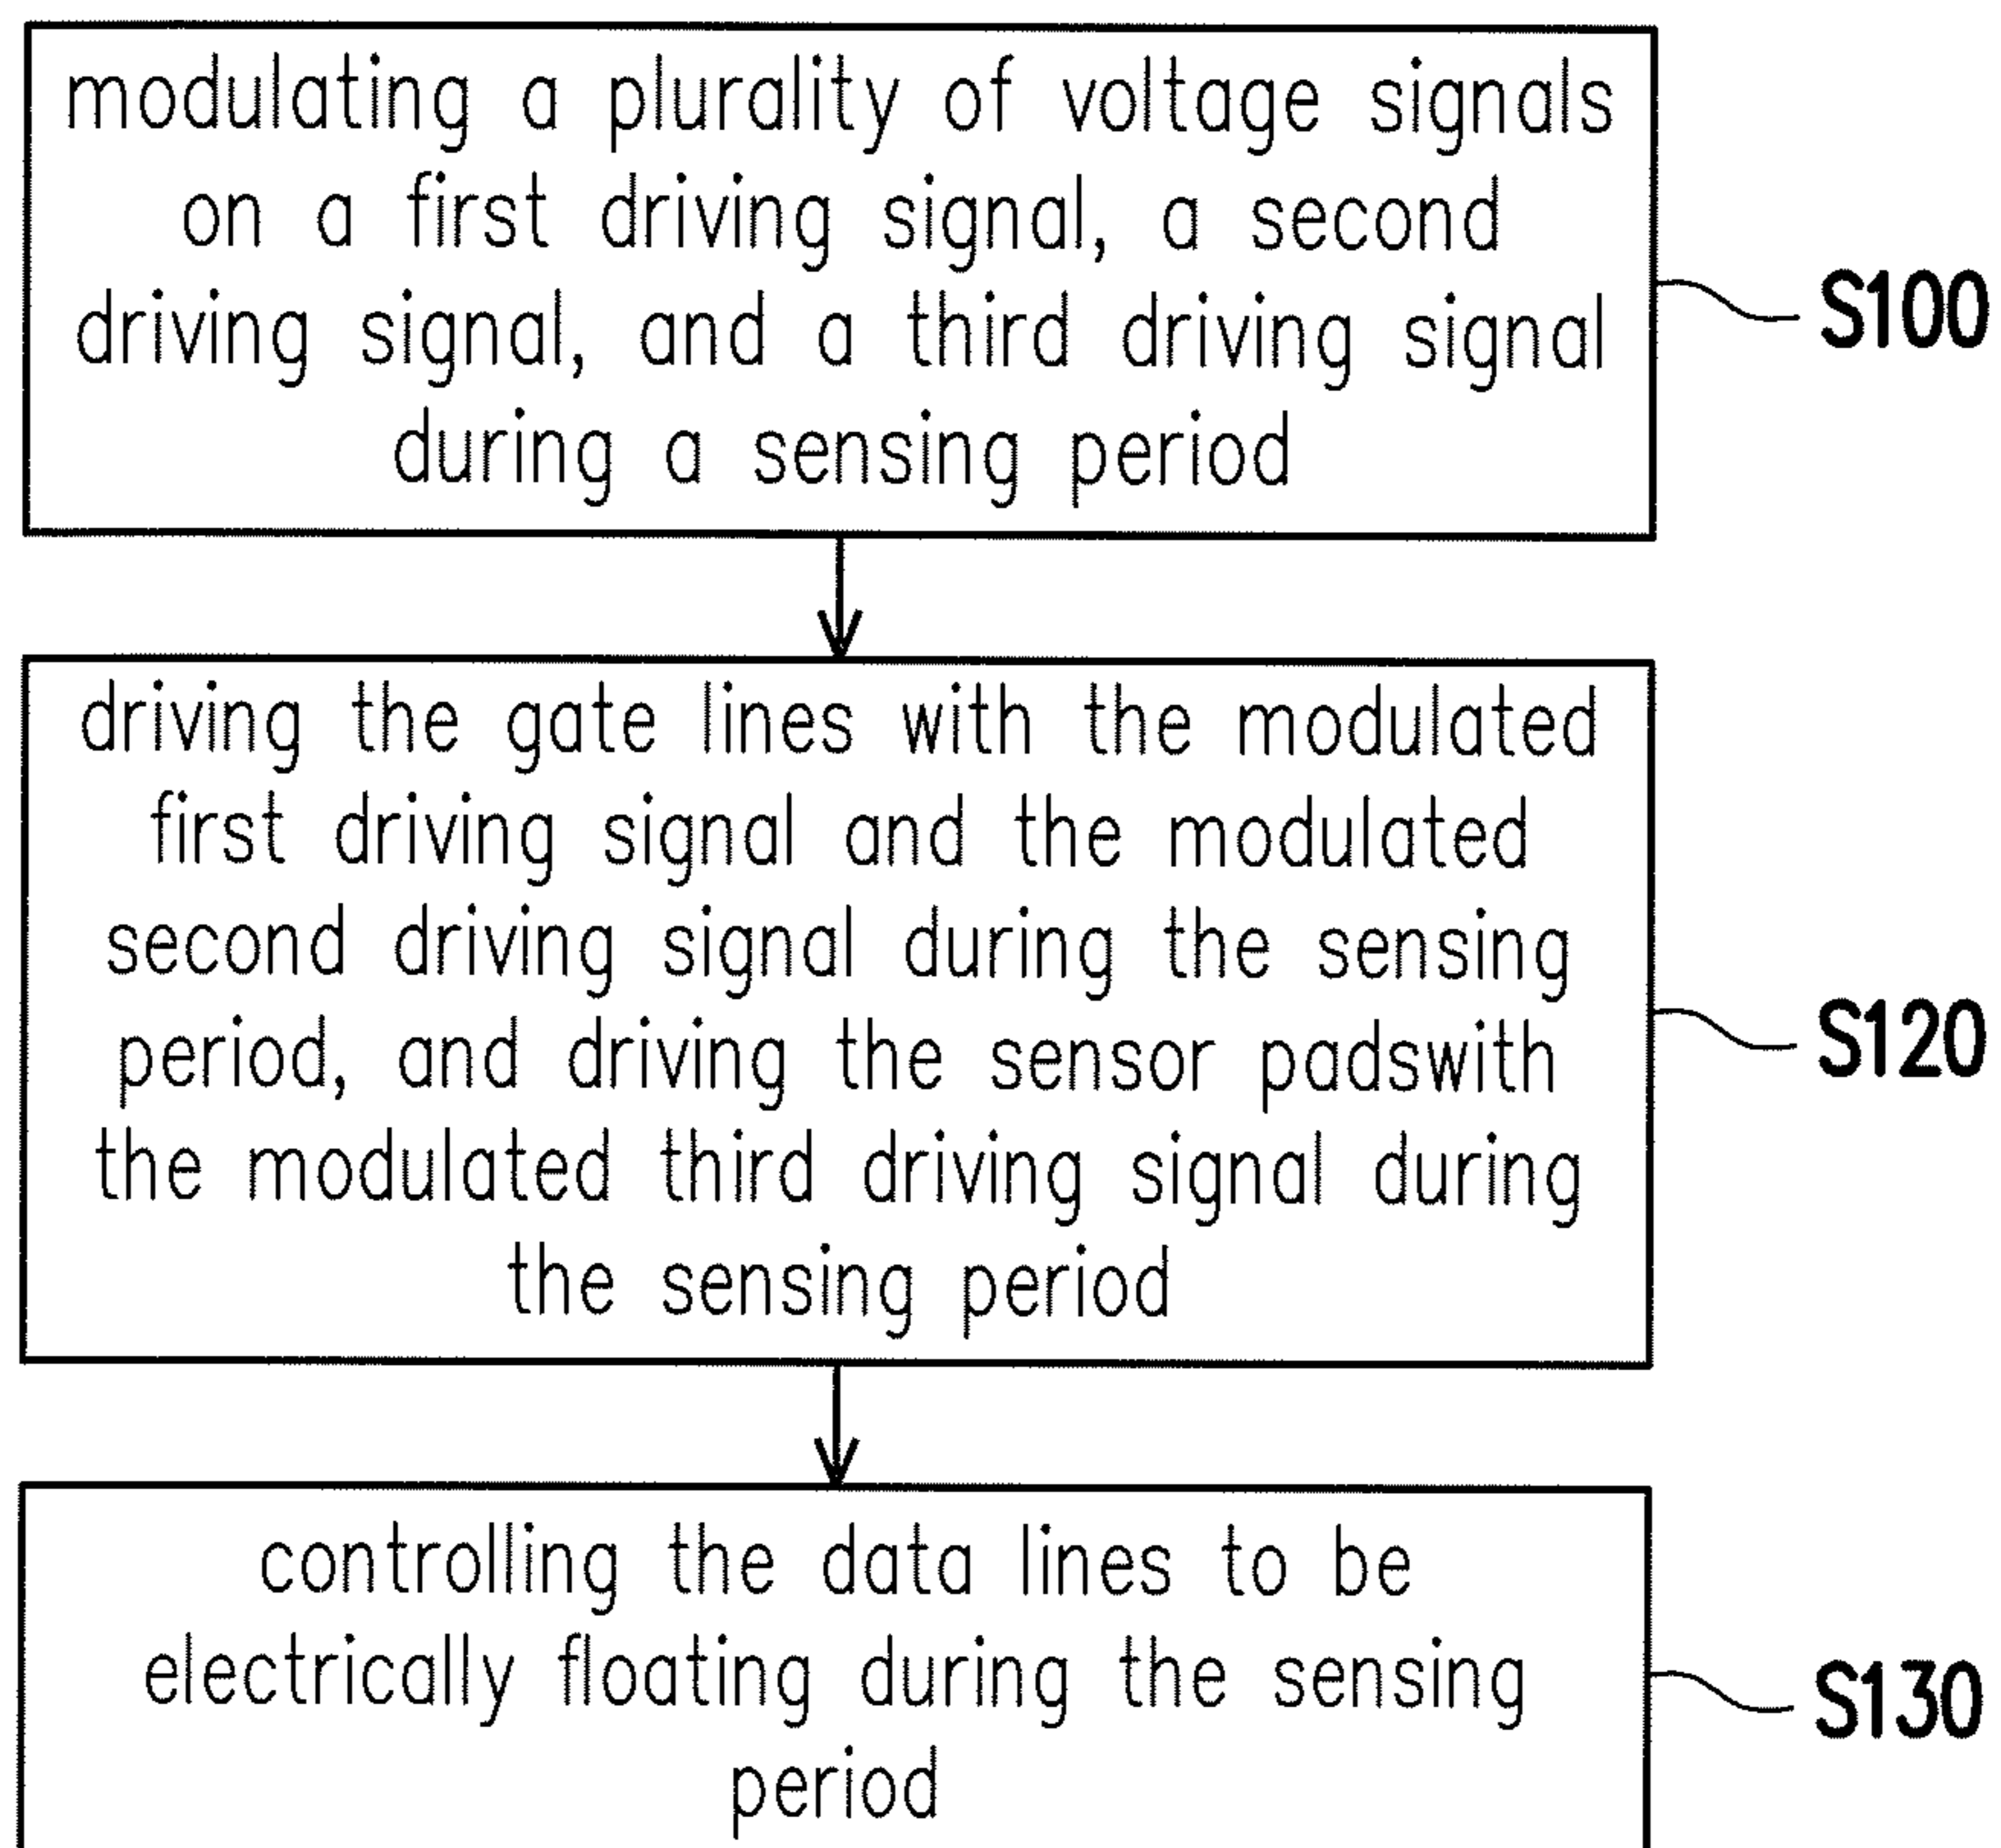 modulating a plurality of voltage signals
on a first driving signal, a second
driving signal, and a third driving signal
during a sensing period
S100
driving the gate lines with the modulated
first driving signal and the modulated
second driving signal during the sensing
period, and driving the sensor padswith
the modulated third driving signal during
the sensing period
S120
controlling the data lines to be
electrically floating during the sensing
period
S130